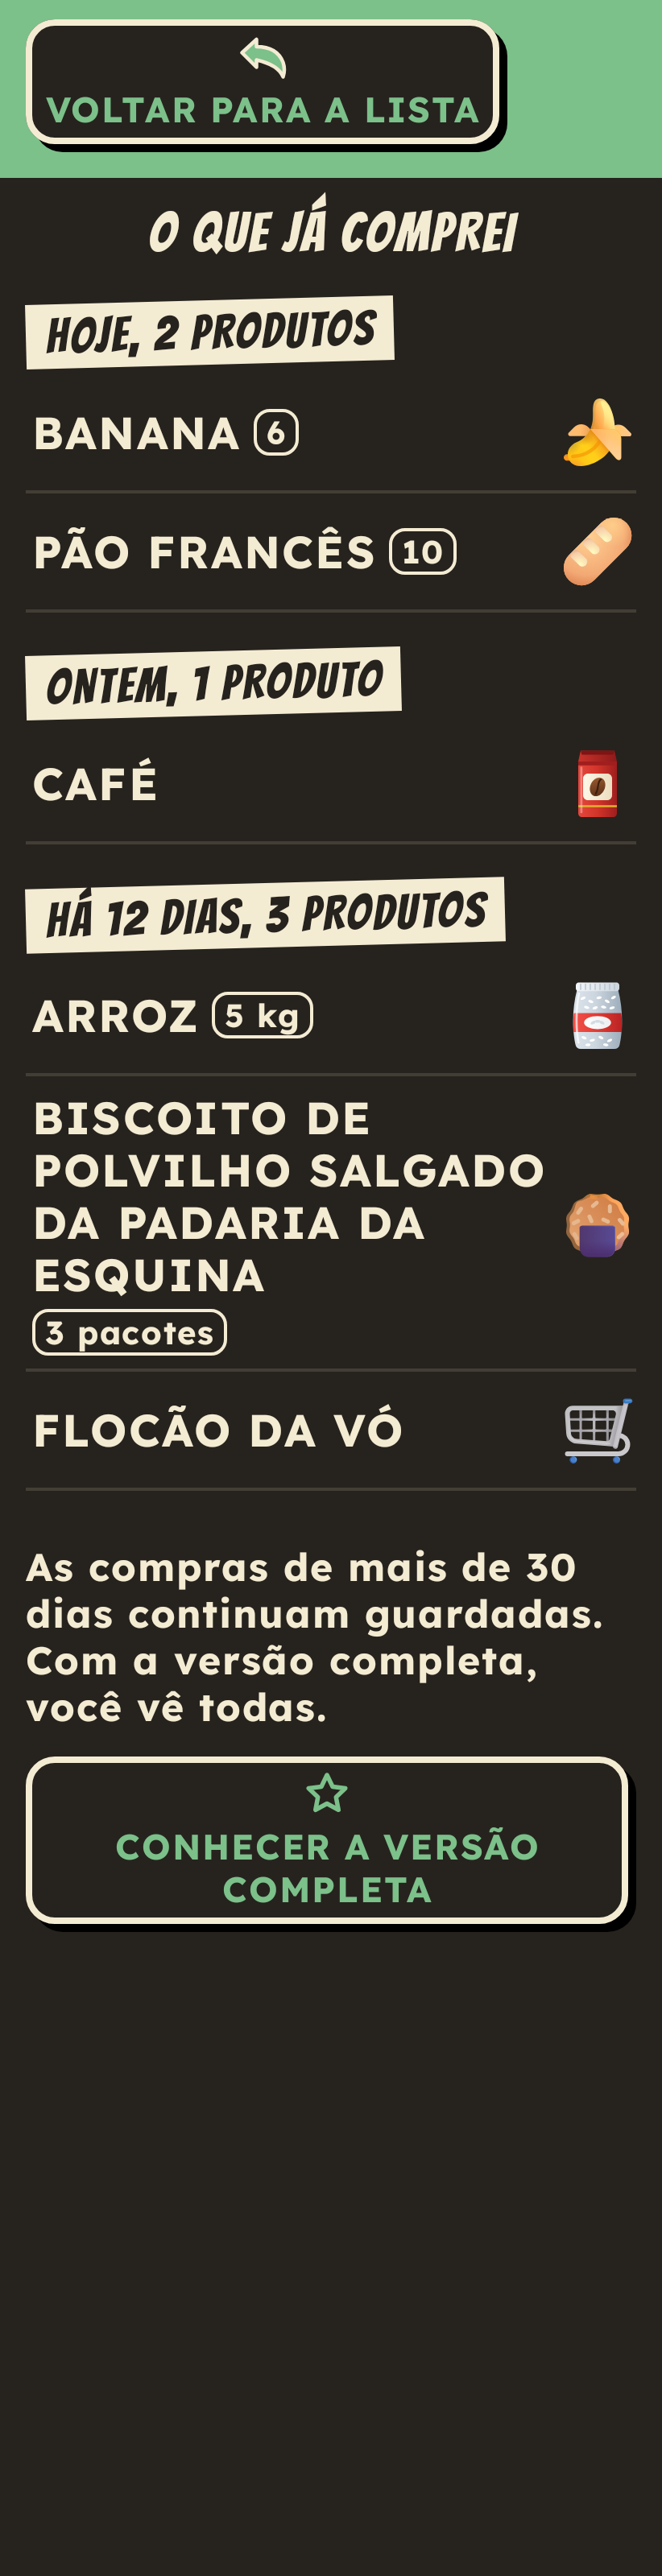 VOLTAR PARA A LISTA
O QUE JÁ COMPREI
HOJE, 2 PRODUTOS
BANANA 6
PÃO FRANCÊS 10
ONTEM, 1 PRODUTO
CAFÉ
HÁ 12 DIAS, 3 PRODUTOS
ARROZ 5 kg
BISCOITO DE
POLVILHO SALGADO
DA PADARIA DA
ESQUINA
3 pacotes
FLOCÃO DA VÓ
As compras de mais de 30
dias continuam guardadas.
Com a versão completa,
você vê todas.
CONHECER A VERSÃO
COMPLETA